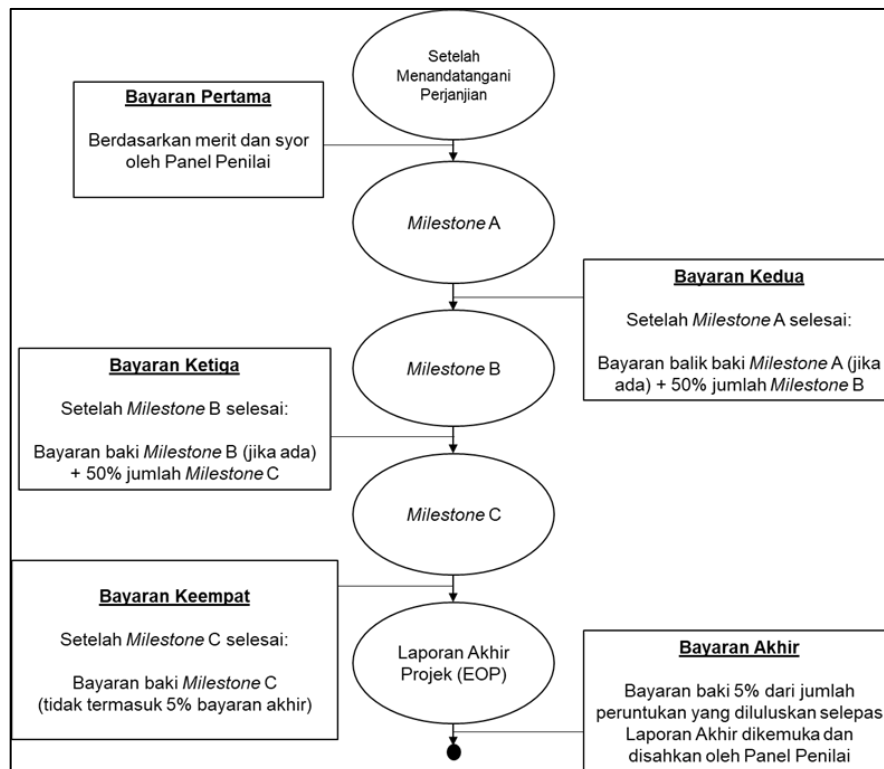 Setelah
Menandatangani
Perjanjian
Bayaran Pertama
Berdasarkan merit dan syor
oleh Panel Penilai
Milestone A
Bayaran Kedua
Setelah Milestone A selesai:
Bayaran balik baki Milestone A (jika
ada) + 50% jumlah Milestone B
Milestone B
Bayaran Ketiga
Setelah Milestone B selesai:
Bayaran baki Milestone B (jika ada)
+ 50% jumlah Milestone C
Milestone C
Bayaran Keempat
Setelah Milestone C selesai:
Bayaran baki Milestone C
(tidak termasuk 5% bayaran akhir)
Laporan Akhir
Projek (EOP)
Bayaran Akhir
Bayaran baki 5% dari jumlah
peruntukan yang diluluskan selepas
Laporan Akhir dikemuka dan
disahkan oleh Panel Penilai